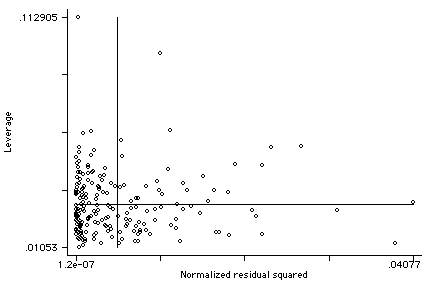 .112905
Leverage
.01053
1.2e-07
.04077
Normalized residual squared